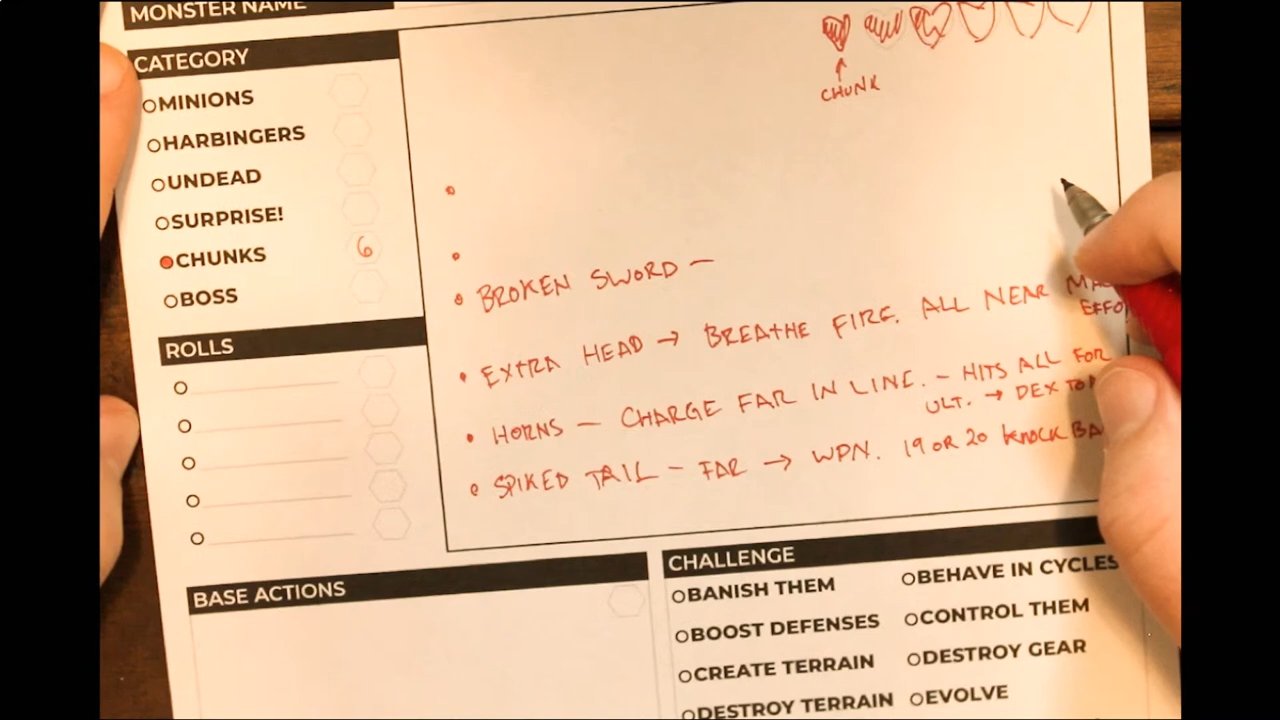 MONSTER NAME
CATEGORY
MINIONS
HARBINGERS
UNDEAD
SURPRISE!
CHUNKS 6
BOSS
CHUNK
BROKEN SWORD —
EXTRA HEAD → BREATHE FIRE. ALL NEAR
HORNS — CHARGE FAR IN LINE. – HITS ALL FOR
ULT. → DEX TO
SPIKED TAIL – FAR → WPN. 19 OR 20 KNOCK
ROLLS
BASE ACTIONS
CHALLENGE
BANISH THEM
BOOST DEFENSES
CREATE TERRAIN
DESTROY TERRAIN
BEHAVE IN CYCLES
CONTROL THEM
DESTROY GEAR
EVOLVE